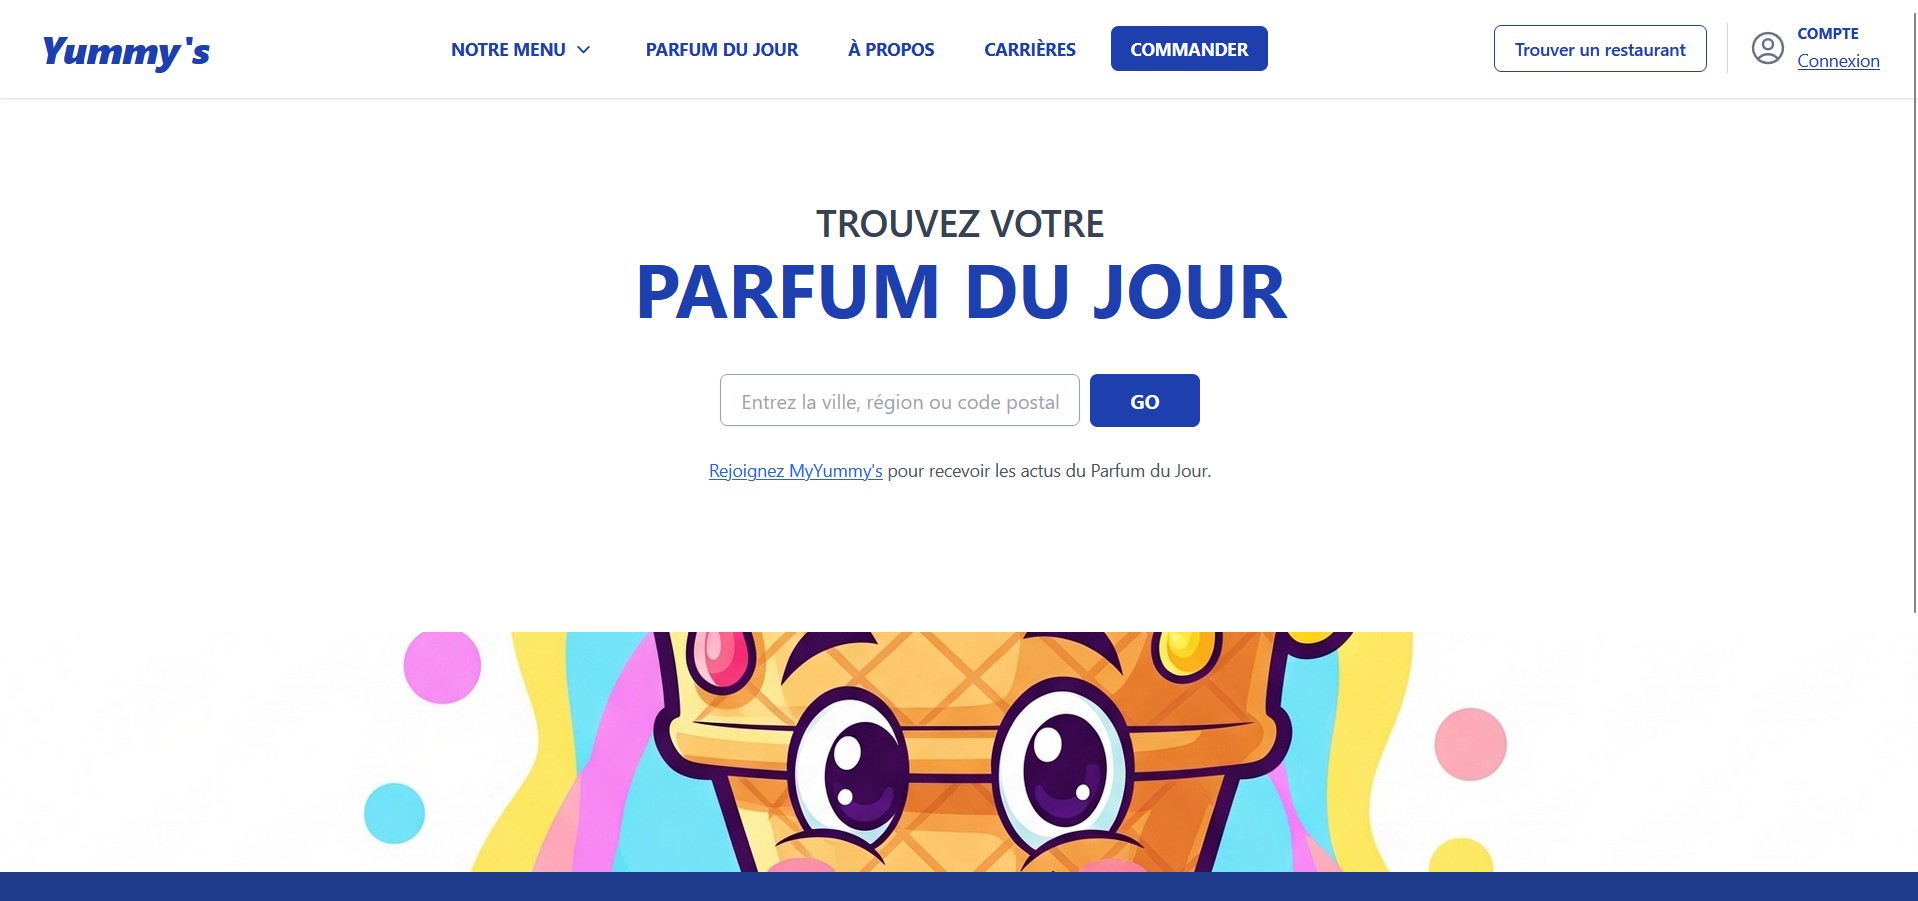 Yummy's
NOTRE MENU
PARFUM DU JOUR
À PROPOS
CARRIÈRES
COMMANDER
Trouver un restaurant
COMPTE
Connexion
TROUVEZ VOTRE
PARFUM DU JOUR
Entrez la ville, région ou code postal
GO
Rejoignez MyYummy's pour recevoir les actus du Parfum du Jour.